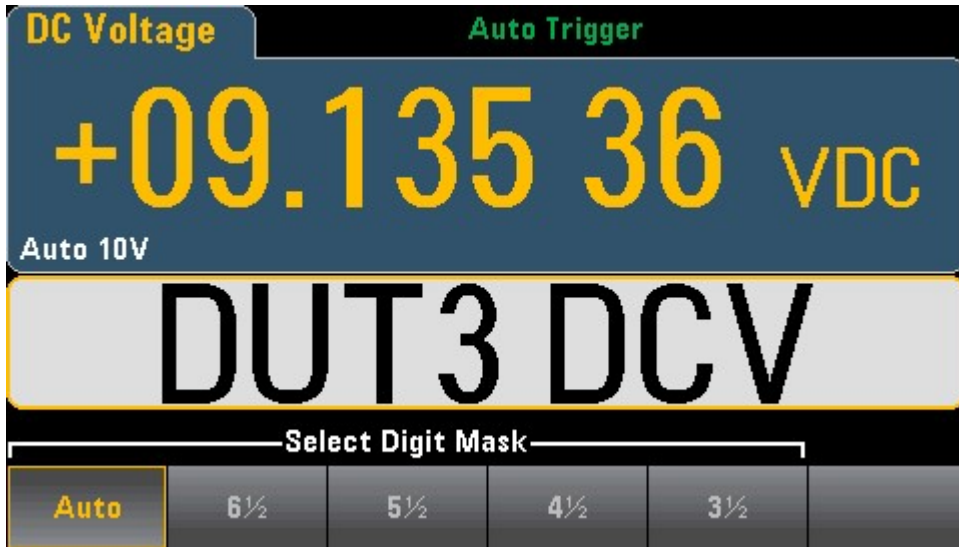 DC Voltage Auto Trigger
+09.135 36 VDC
Auto 10V
DUT3 DCV
Select Digit Mask
Auto 6½ 5½ 4½ 3½